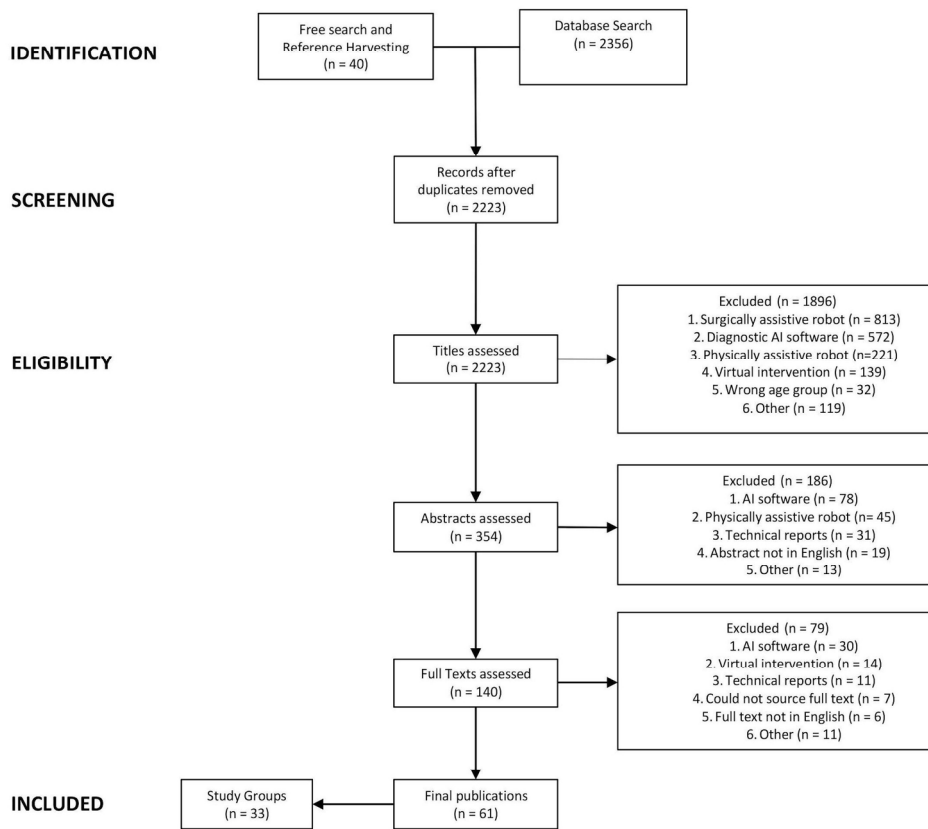 IDENTIFICATION
Free search and
Reference Harvesting
(n = 40)
Database Search
(n = 2356)
SCREENING
Records after
duplicates removed
(n = 2223)
ELIGIBILITY
Titles assessed
(n = 2223)
Excluded (n = 1896)
1. Surgically assistive robot (n = 813)
2. Diagnostic AI software (n = 572)
3. Physically assistive robot (n=221)
4. Virtual intervention (n = 139)
5. Wrong age group (n = 32)
6. Other (n = 119)
Abstracts assessed
(n = 354)
Excluded (n = 186)
1. AI software (n = 78)
2. Physically assistive robot (n= 45)
3. Technical reports (n = 31)
4. Abstract not in English (n = 19)
5. Other (n = 13)
Full Texts assessed
(n = 140)
Excluded (n = 79)
1. AI software (n = 30)
2. Virtual intervention (n = 14)
3. Technical reports (n = 11)
4. Could not source full text (n = 7)
5. Full text not in English (n = 6)
6. Other (n = 11)
INCLUDED
Study Groups
(n = 33)
Final publications
(n = 61)